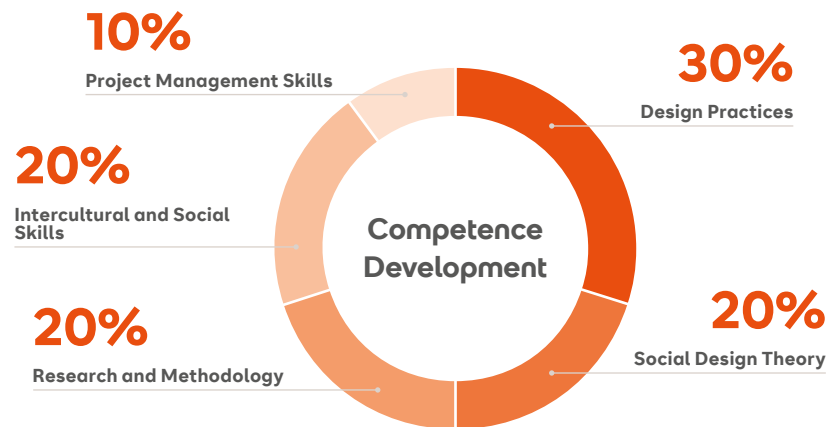 10%
Project Management Skills
30%
Design Practices
20%
Intercultural and Social
Skills
Competence
Development
20%
Research and Methodology
20%
Social Design Theory